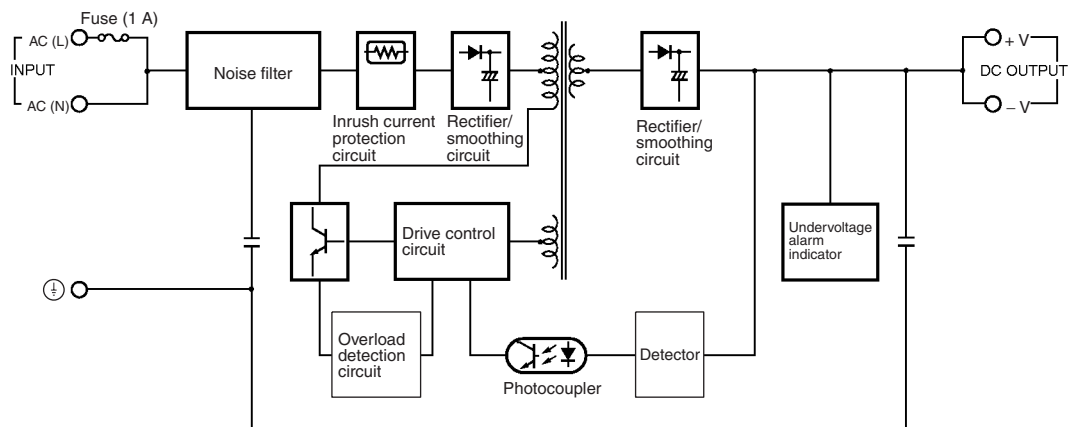 Fuse (1 A)
AC (L)
INPUT
AC (N)
Noise filter
Inrush current
protection
circuit
Rectifier/
smoothing
circuit
Rectifier/
smoothing
circuit
+ V
DC OUTPUT
– V
Drive control
circuit
Undervoltage
alarm
indicator
Overload
detection
circuit
Photocoupler
Detector